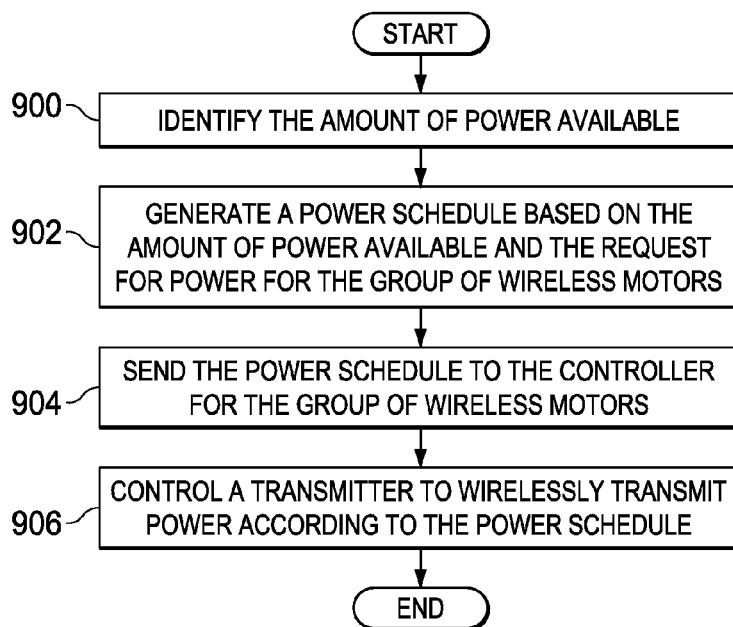 START
900
IDENTIFY THE AMOUNT OF POWER AVAILABLE
902
GENERATE A POWER SCHEDULE BASED ON THE
AMOUNT OF POWER AVAILABLE AND THE REQUEST
FOR POWER FOR THE GROUP OF WIRELESS MOTORS
904
SEND THE POWER SCHEDULE TO THE CONTROLLER
FOR THE GROUP OF WIRELESS MOTORS
906
CONTROL A TRANSMITTER TO WIRELESSLY TRANSMIT
POWER ACCORDING TO THE POWER SCHEDULE
END